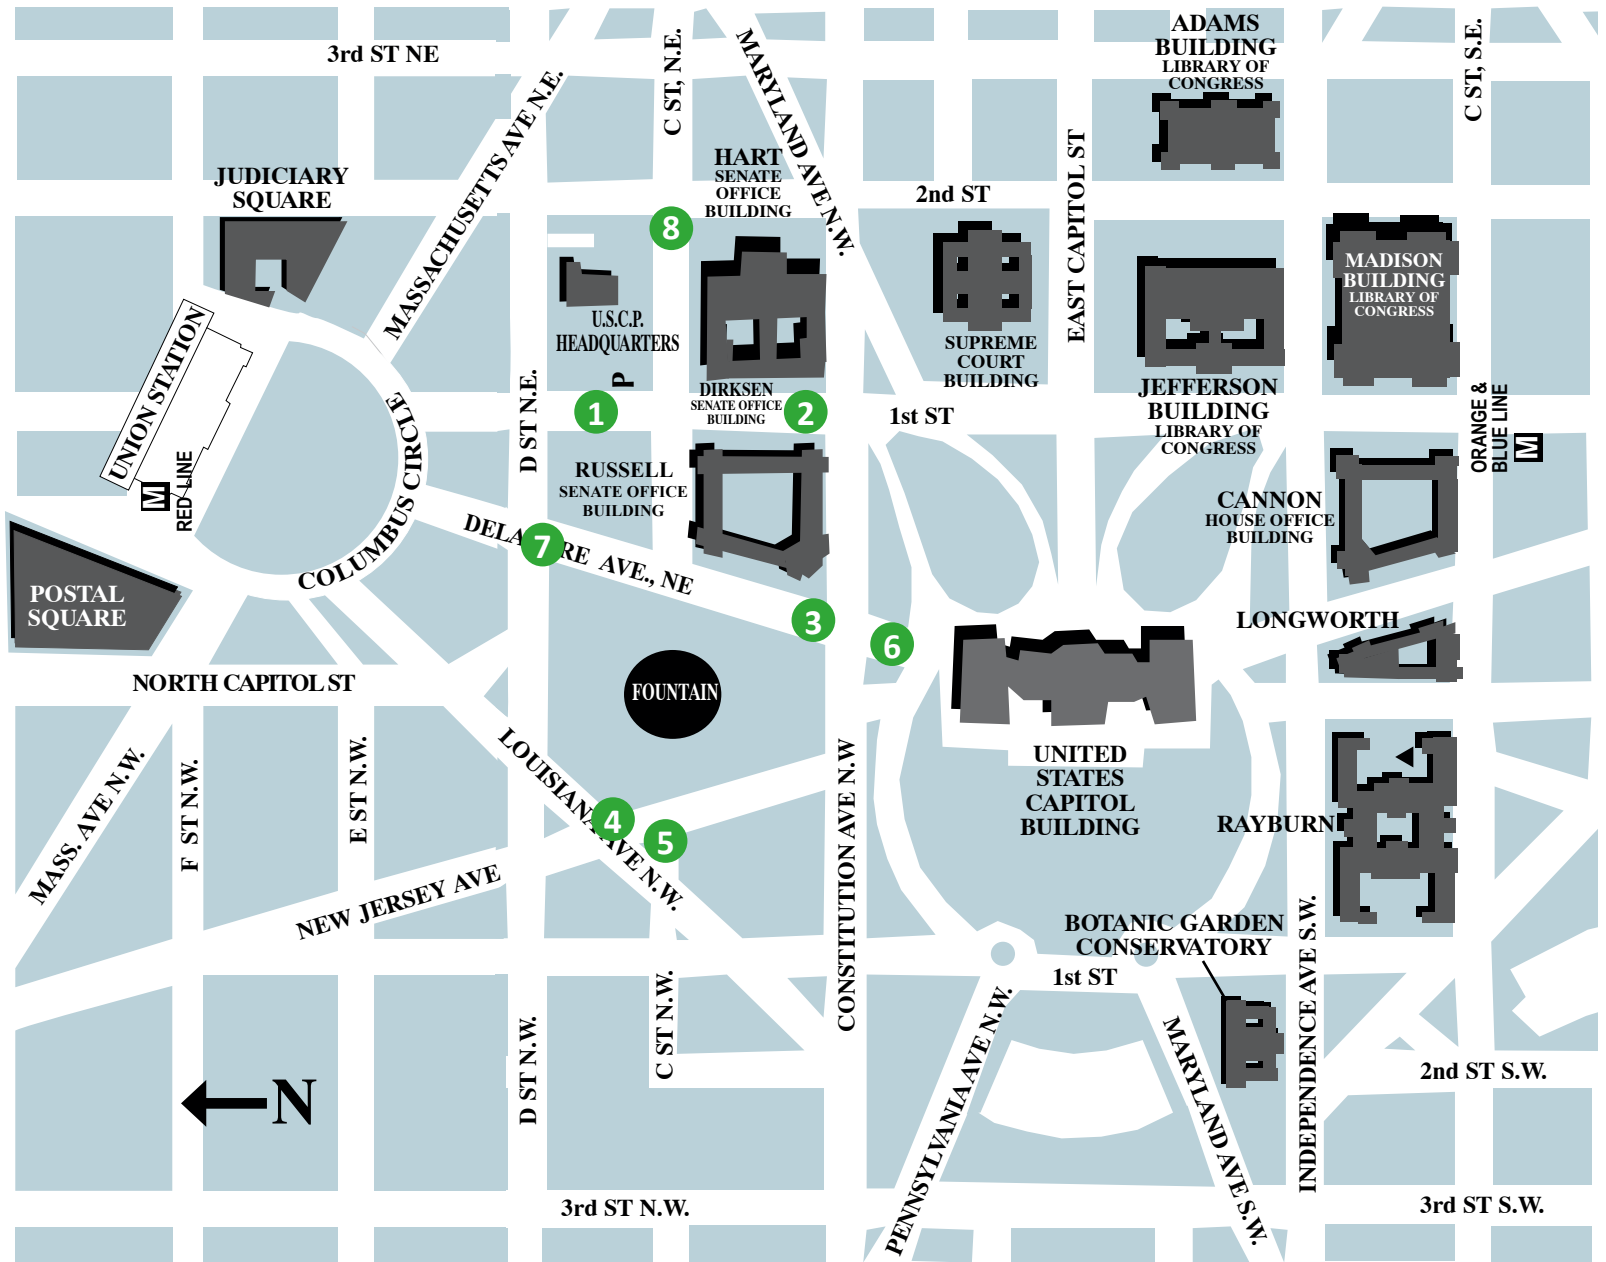 ADAMS
BUILDING
LIBRARY OF
CONGRESS
3rd ST NE
C ST, N.E.
MARYLAND AVE N.W.
C ST, S.E.
MASSACHUSETTS AVE N.E.
EAST CAPITOL ST
HART
SENATE
OFFICE
BUILDING
JUDICIARY
SQUARE
2nd ST
8
MADISON
BUILDING
LIBRARY OF
CONGRESS
U.S.C.P.
HEADQUARTERS
SUPREME
COURT
BUILDING
UNION STATION
P
DIRKSEN
SENATE OFFICE
BUILDING
JEFFERSON
BUILDING
LIBRARY OF
CONGRESS
1
2
1st ST
D ST N.E.
ORANGE &
BLUE LINE
M
COLUMBUS CIRCLE
M
RED LINE
RUSSELL
SENATE OFFICE
BUILDING
CANNON
HOUSE OFFICE
BUILDING
DELA
7
RE AVE., NE
POSTAL
SQUARE
3
6
LONGWORTH
NORTH CAPITOL ST
FOUNTAIN
MASS. AVE N.W.
F ST N.W.
E ST N.W.
LOUISIANA AVE N.W.
CONSTITUTION AVE N.W
UNITED
STATES
CAPITOL
BUILDING
4
5
RAYBURN
NEW JERSEY AVE
BOTANIC GARDEN
CONSERVATORY
1st ST
INDEPENDENCE AVE S.W.
C ST N.W.
D ST N.W.
PENNSYLVANIA AVE N.W.
MARYLAND AVE S.W.
2nd ST S.W.
N
3rd ST N.W.
3rd ST S.W.